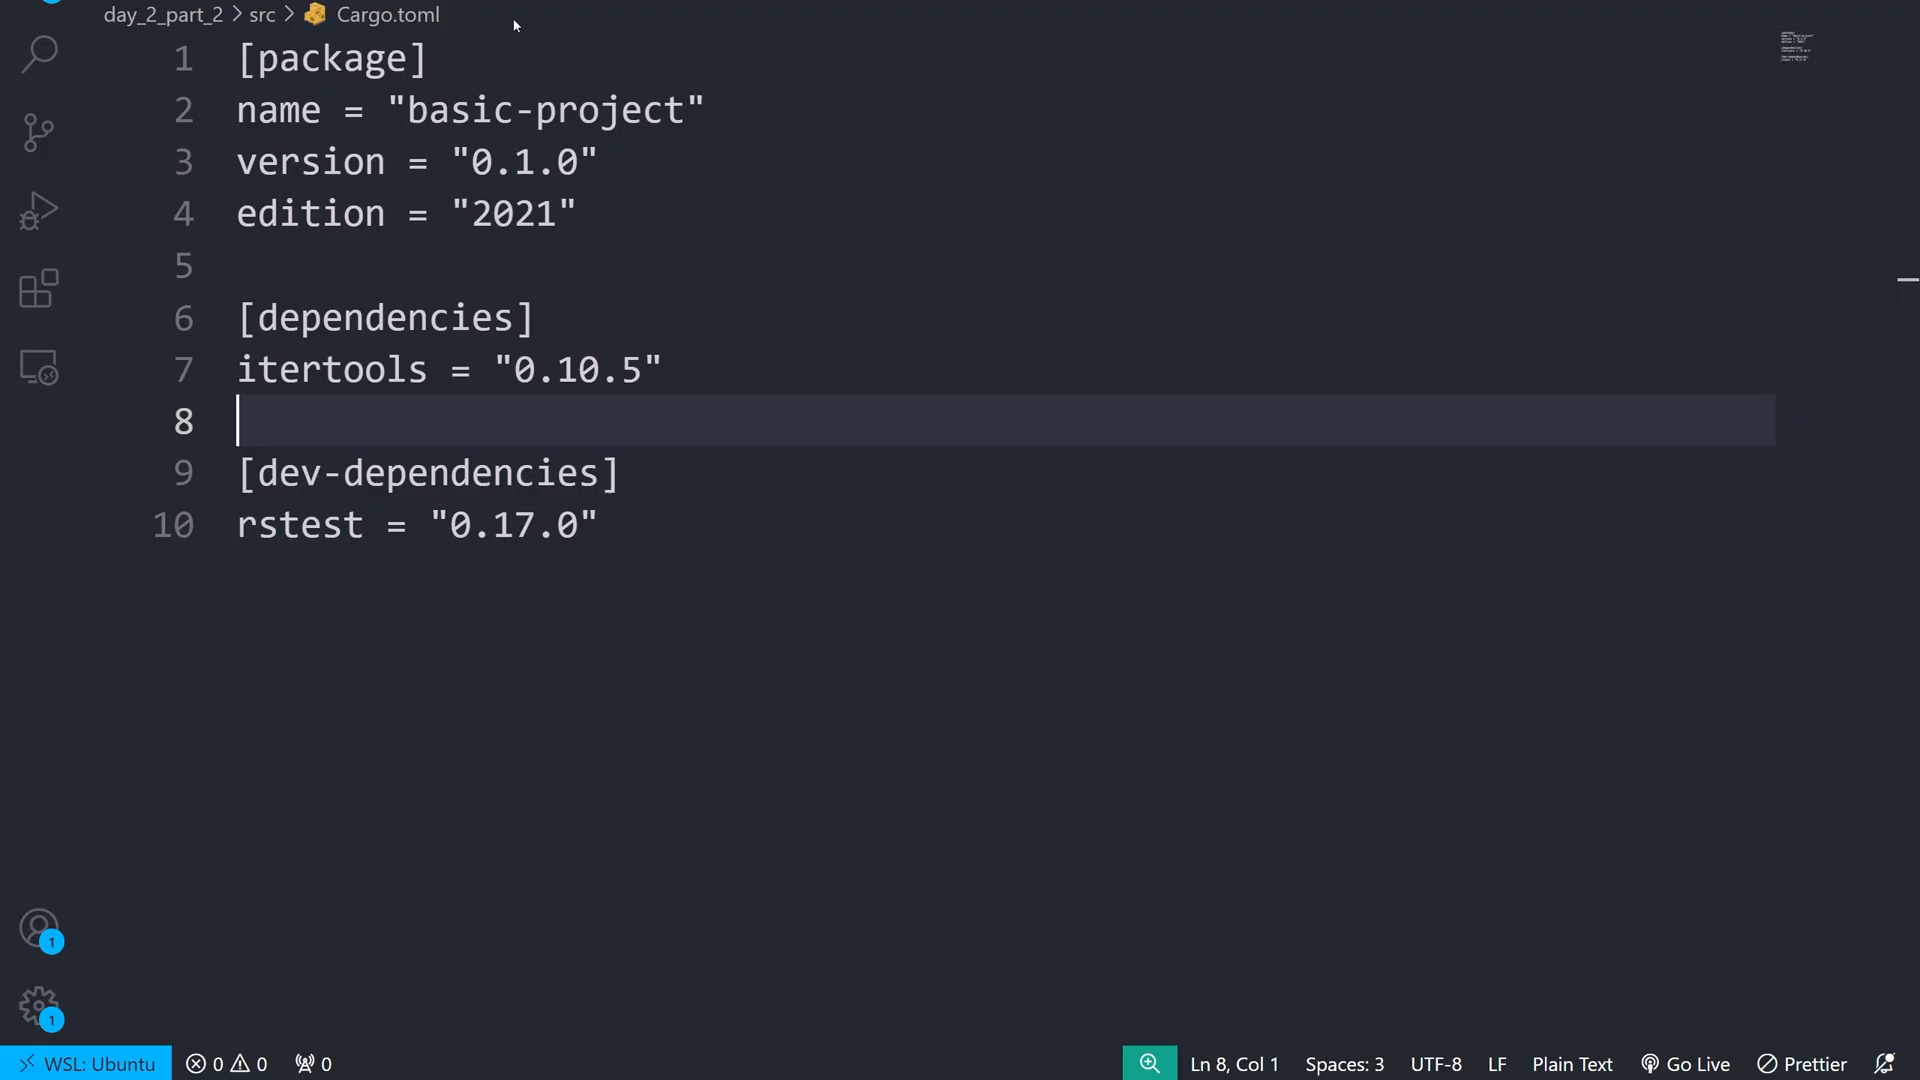 day_2_part_2 > src > Cargo.toml
1 [package]
2 name = "basic-project"
3 version = "0.1.0"
4 edition = "2021"
5
6 [dependencies]
7 itertools = "0.10.5"
8
9 [dev-dependencies]
10 rstest = "0.17.0"
1
1
WSL: Ubuntu 0 0 0 Ln 8, Col 1 Spaces: 3 UTF-8 LF Plain Text Go Live Prettier